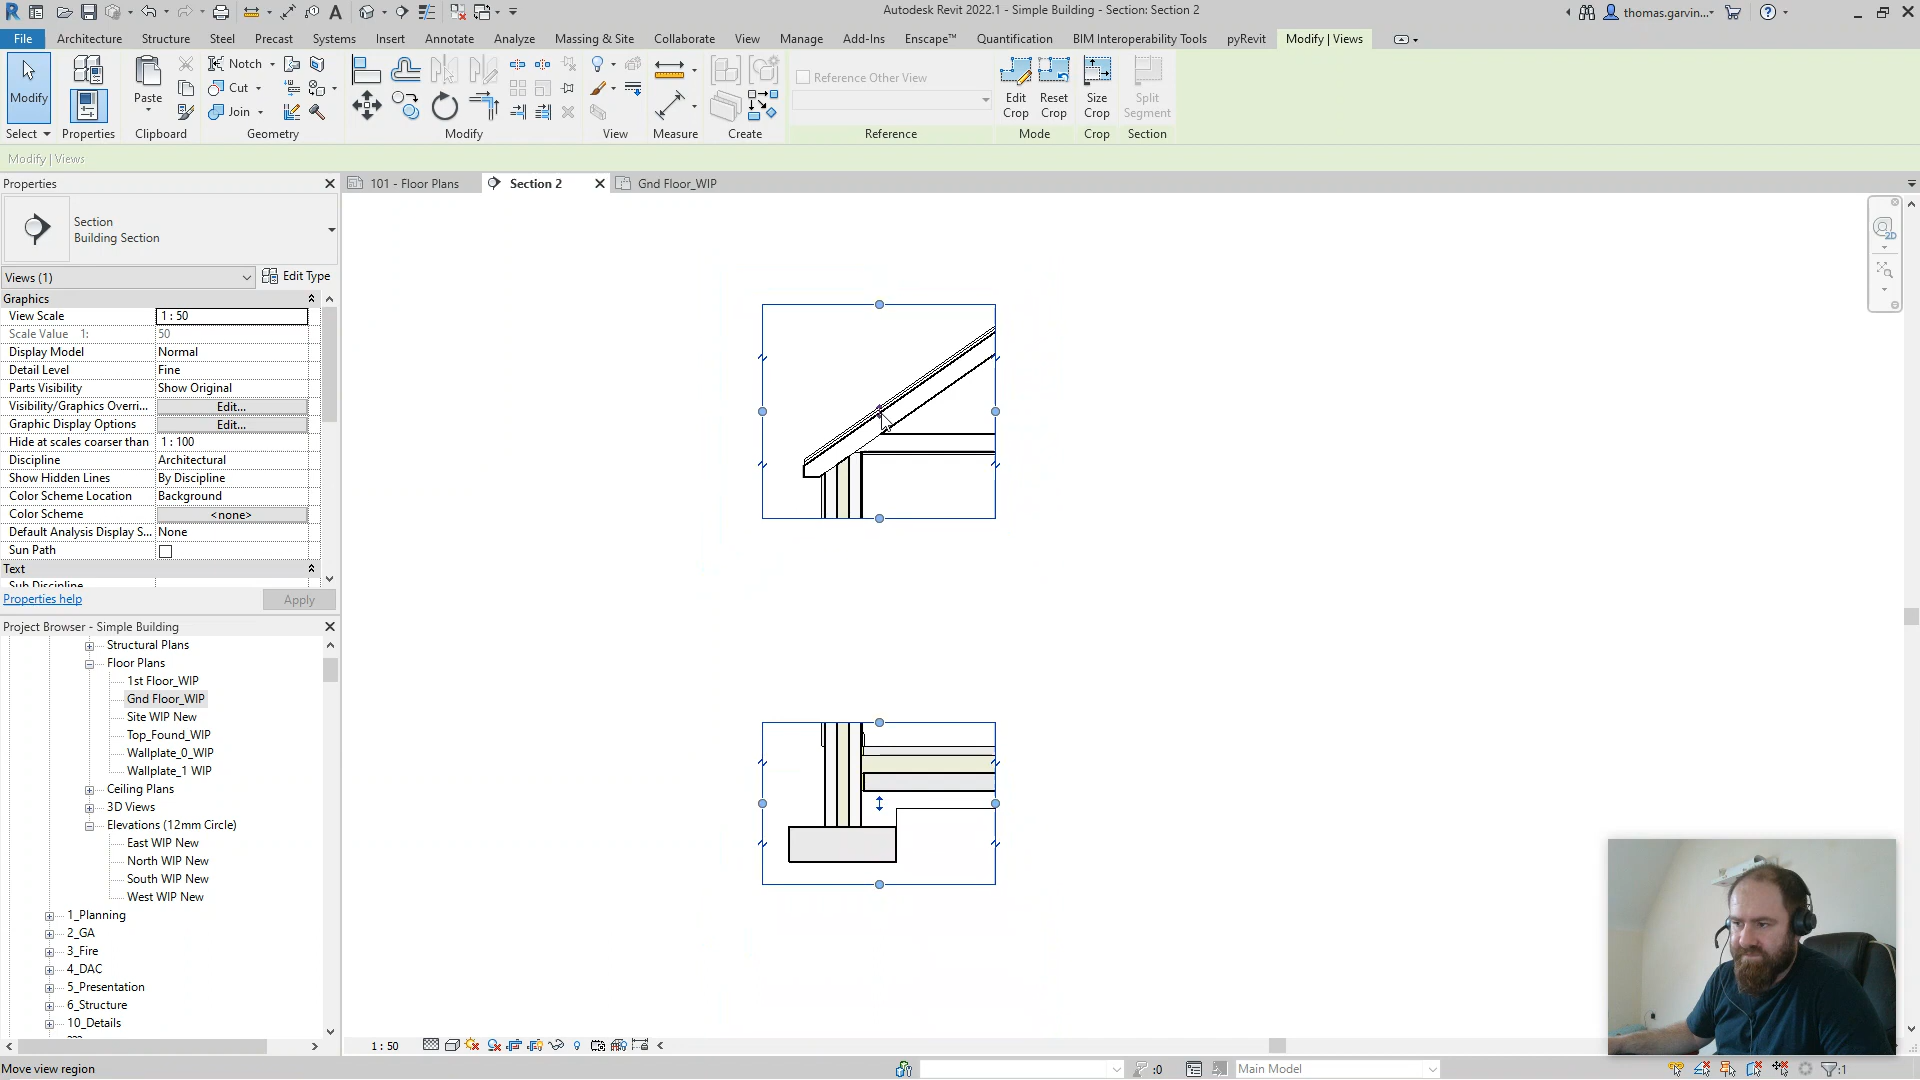 Autodesk Revit 2022.1 - Simple Building - Section: Section 2
thomas.garvin...
File Architecture Structure Steel Precast Systems Insert Annotate Analyze Massing & Site Collaborate View Manage Add-Ins Enscape™ Quantification BIM Interoperability Tools pyRevit Modify | Views
Modify
Paste
Notch
Cut
Join
Reference Other View
Edit Crop
Reset Crop
Size Crop
Split Segment
Select Properties Clipboard Geometry Modify View Measure Create Reference Mode Crop Section
Modify | Views
Properties
101 - Floor Plans
Section 2
Gnd Floor_WIP
Section
Building Section
Views (1)
Edit Type
Graphics
View Scale 1 : 50
Scale Value 1: 50
Display Model Normal
Detail Level Fine
Parts Visibility Show Original
Visibility/Graphics Overri... Edit...
Graphic Display Options Edit...
Hide at scales coarser than 1 : 100
Discipline Architectural
Show Hidden Lines By Discipline
Color Scheme Location Background
Color Scheme <none>
Default Analysis Display S... None
Sun Path
Text
Sub Discipline
Properties help
Apply
Project Browser - Simple Building
Structural Plans
Floor Plans
1st Floor_WIP
Gnd Floor_WIP
Site WIP New
Top_Found_WIP
Wallplate_0_WIP
Wallplate_1 WIP
Ceiling Plans
3D Views
Elevations (12mm Circle)
East WIP New
North WIP New
South WIP New
West WIP New
1_Planning
2_GA
3_Fire
4_DAC
5_Presentation
6_Structure
10_Details
???
1 : 50
Move view region
:0
Main Model
:1